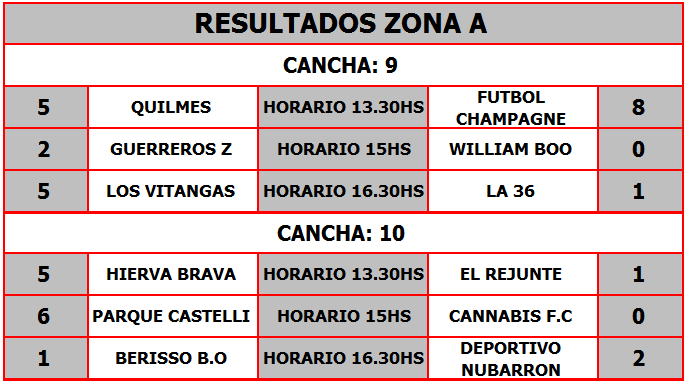 RESULTADOS ZONA A
CANCHA: 9
5 QUILMES HORARIO 13.30HS FUTBOL CHAMPAGNE 8
2 GUERREROS Z HORARIO 15HS WILLIAM BOO 0
5 LOS VITANGAS HORARIO 16.30HS LA 36 1
CANCHA: 10
5 HIERVA BRAVA HORARIO 13.30HS EL REJUNTE 1
6 PARQUE CASTELLI HORARIO 15HS CANNABIS F.C 0
1 BERISSO B.O HORARIO 16.30HS DEPORTIVO NUBARRON 2